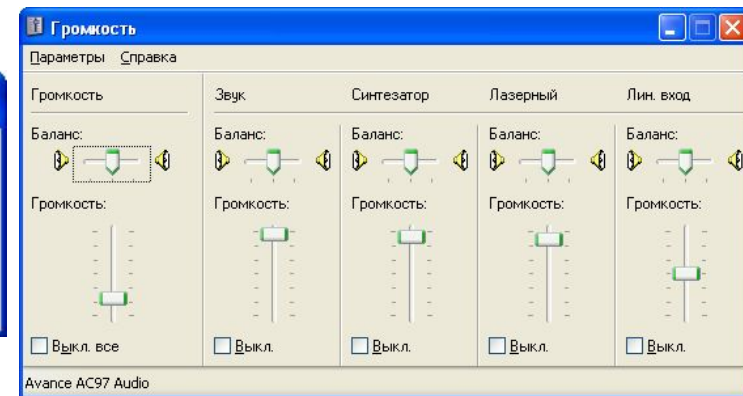 Громкость
Параметры Справка
Громкость Звук Синтезатор Лазерный Лин. вход
Баланс: Баланс: Баланс: Баланс: Баланс:
Громкость: Громкость: Громкость: Громкость: Громкость:
Выкл. все Выкл. Выкл. Выкл. Выкл.
Avance AC97 Audio